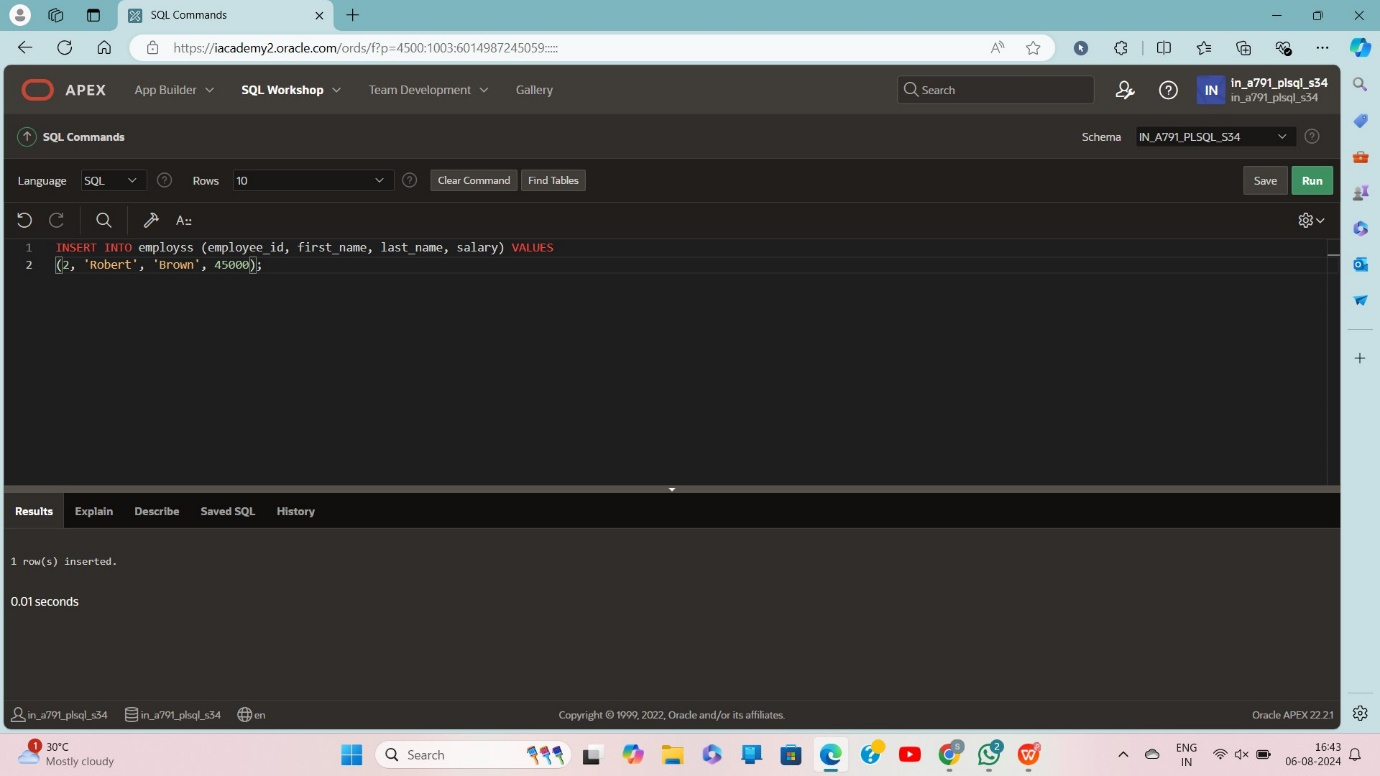 SQL Commands
https://iacademy2.oracle.com/ords/f?p=4500:1003:6014987245059:::::
APEX App Builder SQL Workshop Team Development Gallery Search IN in_a791_plsql_s34
in_a791_plsql_s34
SQL Commands Schema IN_A791_PLSQL_S34
Language SQL Rows 10 Clear Command Find Tables Save Run
A::
1 INSERT INTO employss (employee_id, first_name, last_name, salary) VALUES
2 (2, 'Robert', 'Brown', 45000);
Results Explain Describe Saved SQL History
1 row(s) inserted.
0.01 seconds
in_a791_plsql_s34 in_a791_plsql_s34 en Copyright © 1999, 2022, Oracle and/or its affiliates. Oracle APEX 22.2.1
1 30°C
Mostly cloudy
Search
S 2
ENG
IN
16:43
06-08-2024